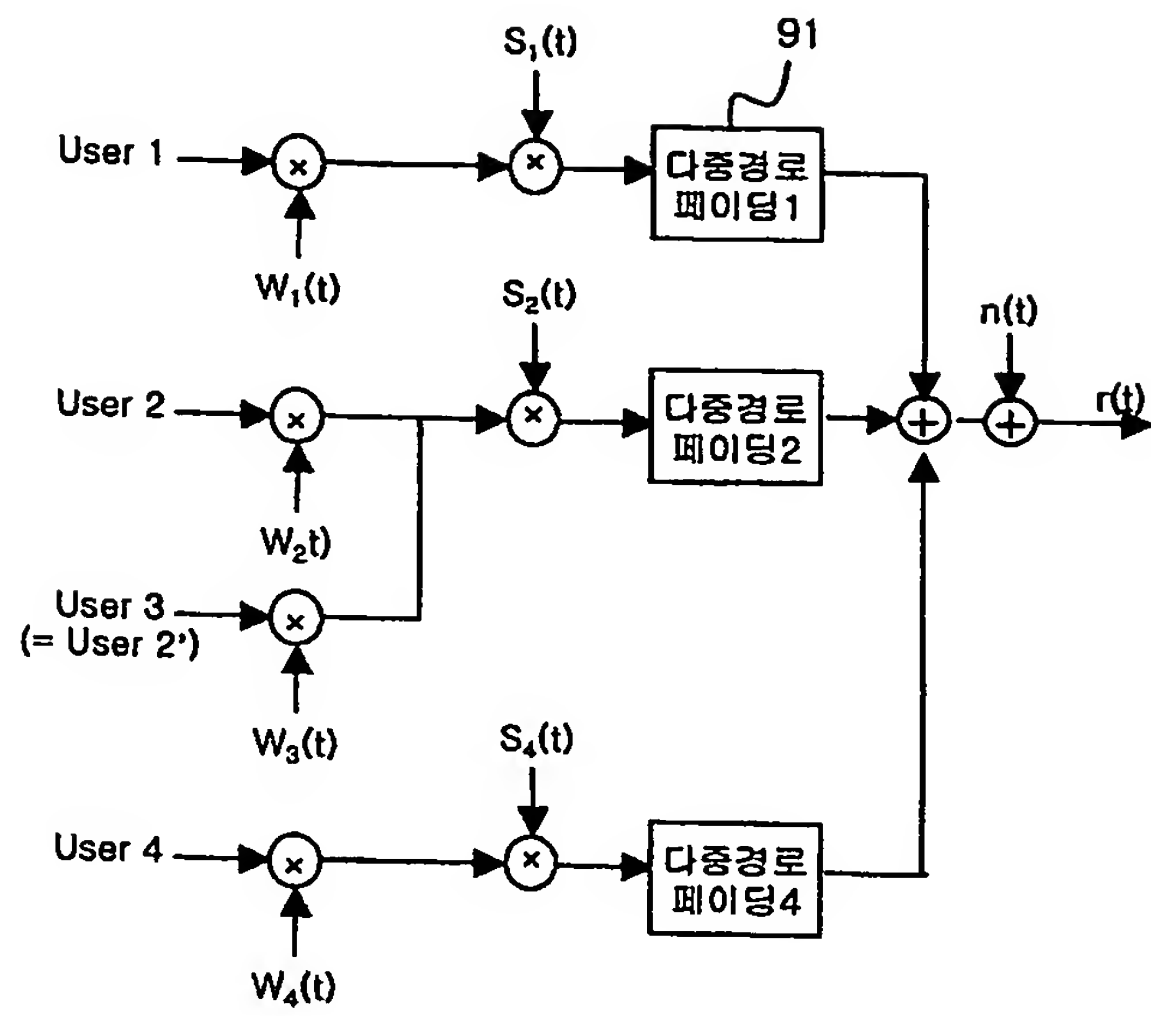 91
S₁(t)
User 1
다중경로
페이딩1
W₁(t)
S₂(t)
n(t)
User 2
다중경로
페이딩2
r(t)
W₂t)
User 3
(= User 2')
W₃(t)
S₄(t)
User 4
다중경로
페이딩4
W₄(t)